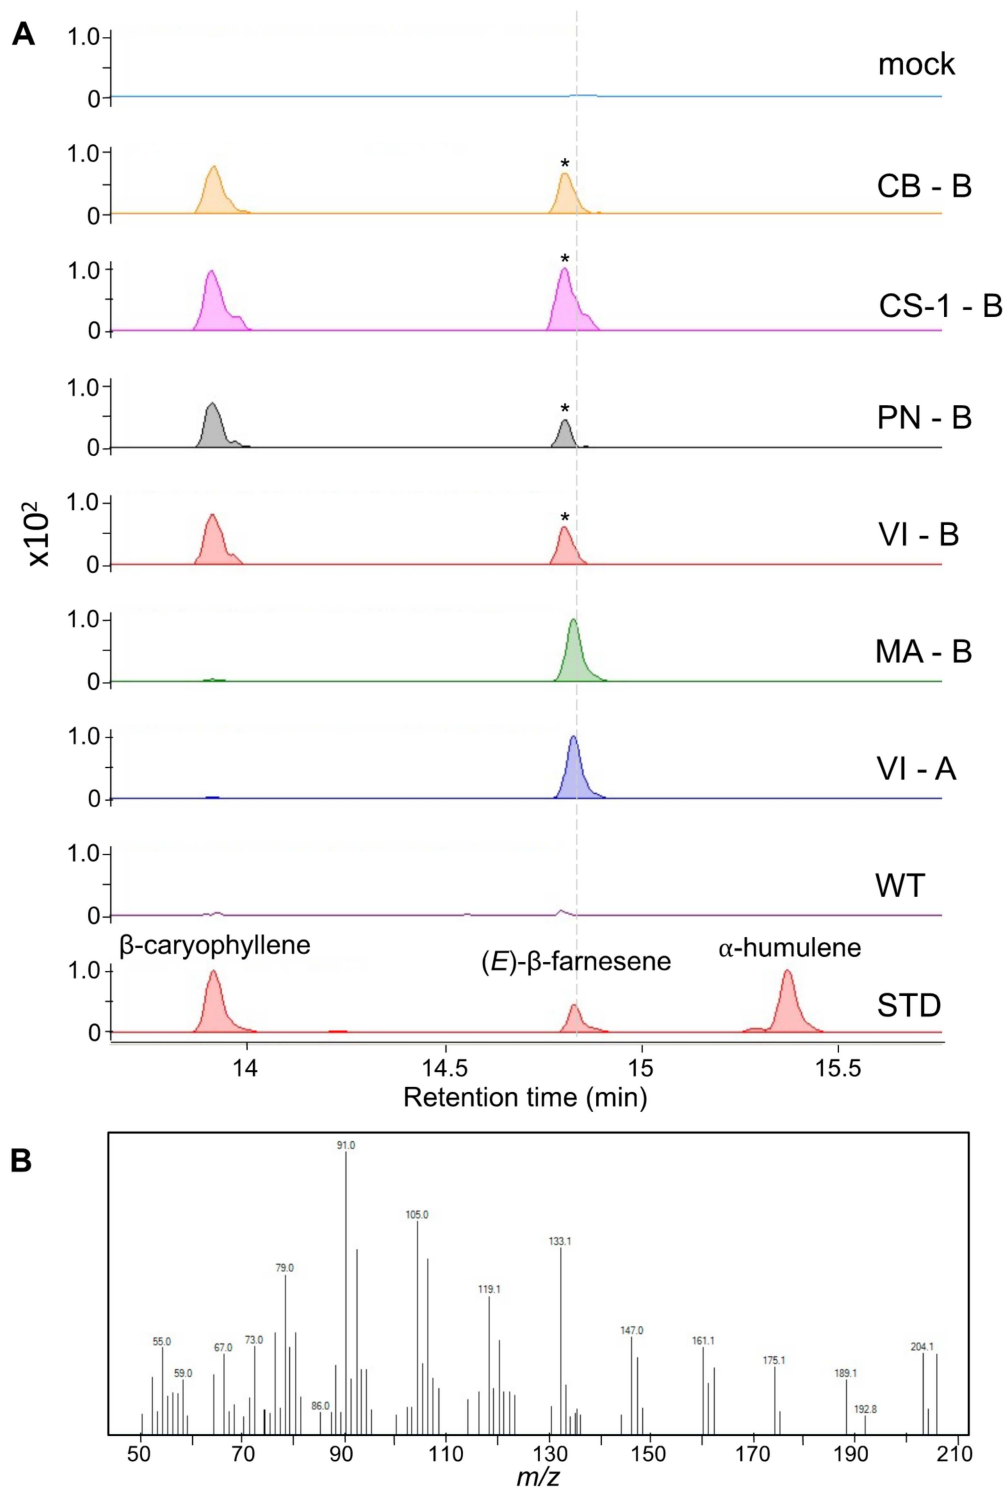 A
1.0
0
mock
1.0
0
*
CB - B
1.0
0
*
CS-1 - B
1.0
0
*
PN - B
x10²
1.0
0
*
VI - B
1.0
0
MA - B
1.0
0
VI - A
1.0
0
WT
β-caryophyllene
(E)-β-farnesene
α-humulene
1.0
0
STD
14 14.5 15 15.5
Retention time (min)
B
91.0
105.0
133.1
79.0
119.1
147.0
55.0 67.0 73.0 161.1 204.1
59.0 175.1 189.1
86.0 192.8
50 70 90 110 130 150 170 190 210
m/z